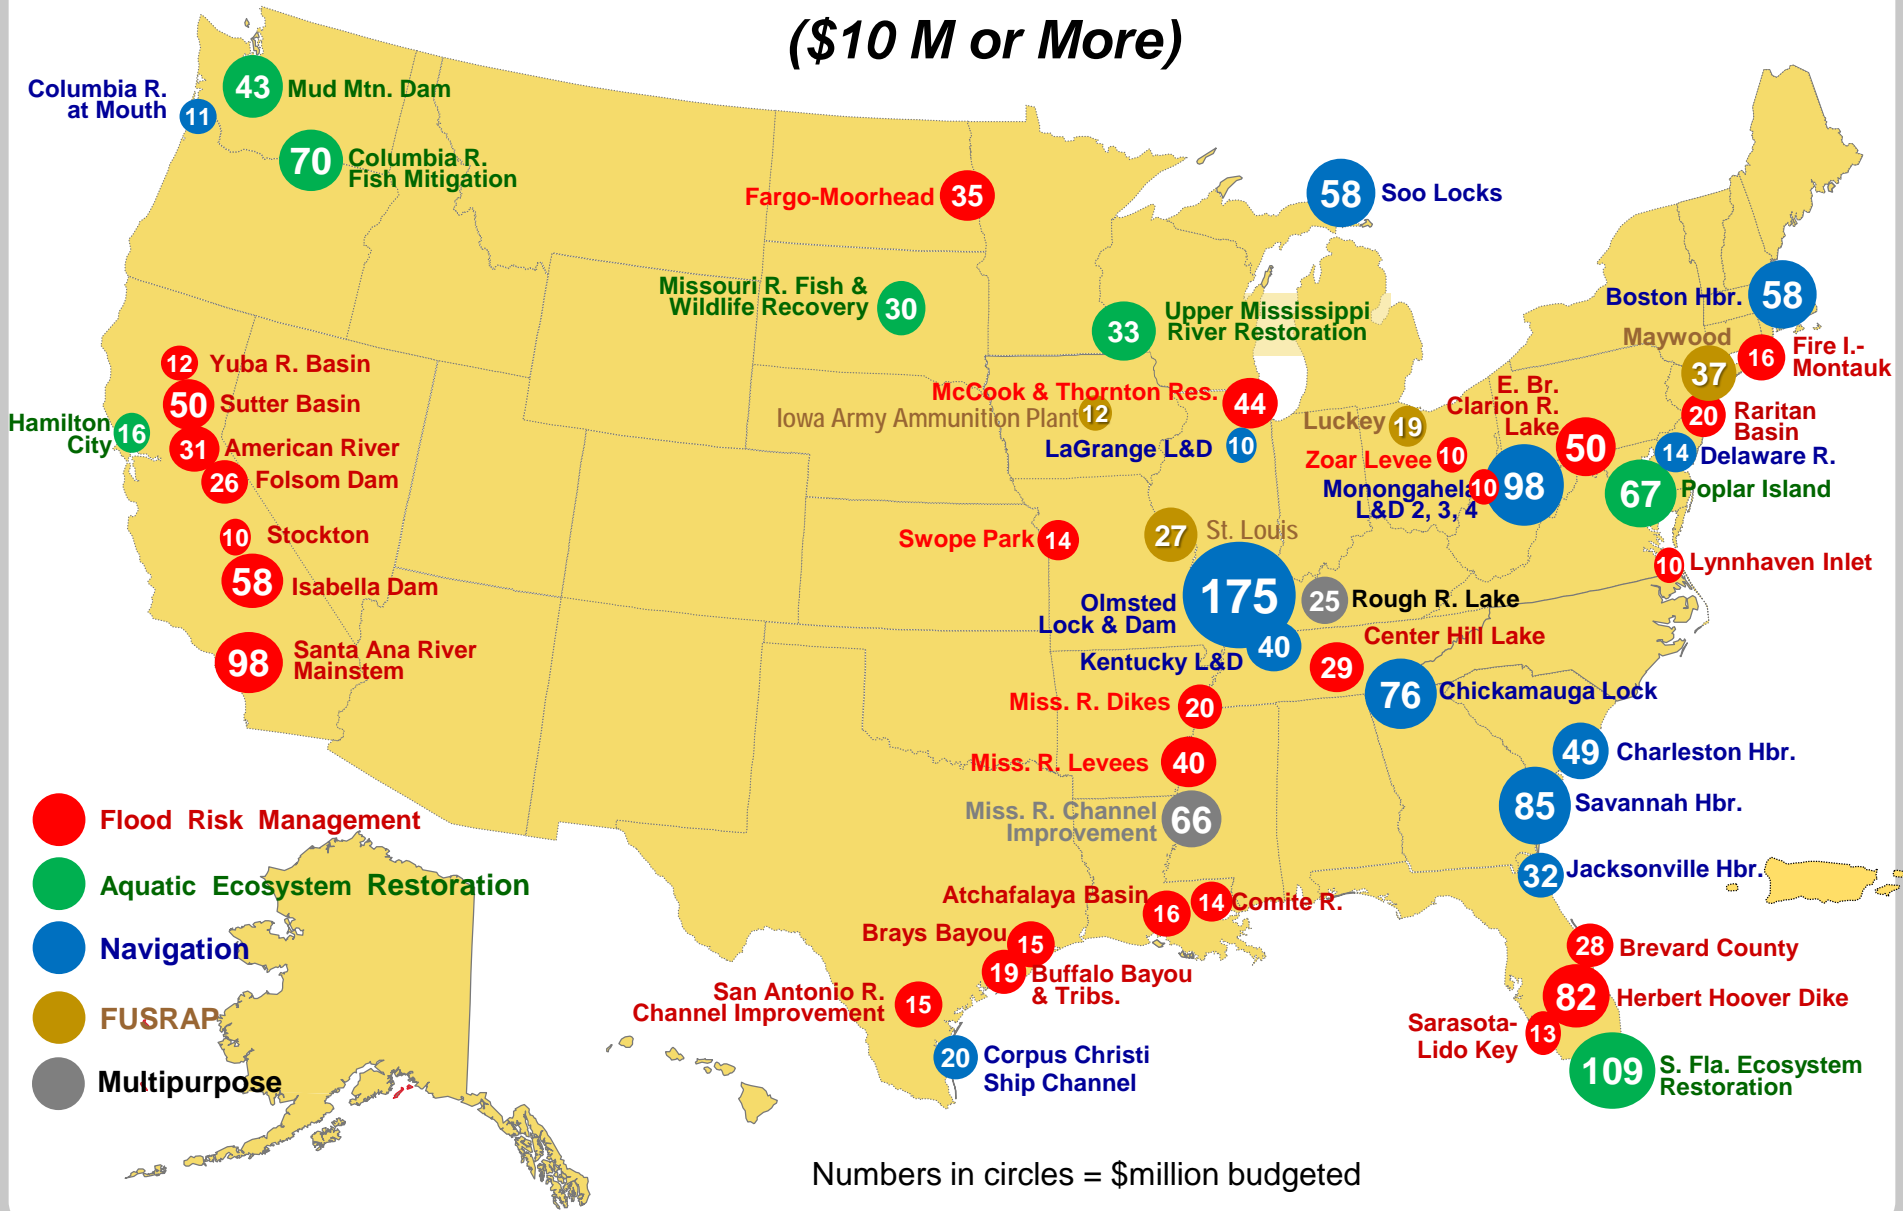 ($10 M or More)
Columbia R.
at Mouth
11
43
Mud Mtn. Dam
70
Columbia R.
Fish Mitigation
Fargo-Moorhead
35
58
Soo Locks
Missouri R. Fish &
Wildlife Recovery
30
33
Upper Mississippi
River Restoration
Boston Hbr.
58
Maywood
37
16
Fire I.-
Montauk
12
Yuba R. Basin
50
Sutter Basin
Hamilton
City
16
31
American River
26
Folsom Dam
10
Stockton
58
Isabella Dam
98
Santa Ana River
Mainstem
McCook & Thornton Res.
44
Iowa Army Ammunition Plant
12
LaGrange L&D
10
Luckey
19
E. Br.
Clarion R.
Lake
50
20
Raritan
Basin
14
Delaware R.
Zoar Levee
10
Monongahela
L&D 2, 3, 4
10
98
67
Poplar Island
Swope Park
14
27
St. Louis
10
Lynnhaven Inlet
Olmsted
Lock & Dam
175
25
Rough R. Lake
Kentucky L&D
40
Center Hill Lake
29
Miss. R. Dikes
20
76
Chickamauga Lock
Miss. R. Levees
40
49
Charleston Hbr.
Miss. R. Channel
Improvement
66
85
Savannah Hbr.
32
Jacksonville Hbr.
Atchafalaya Basin
16
14
Comite R.
Brays Bayou
15
19
Buffalo Bayou
& Tribs.
San Antonio R.
Channel Improvement
15
20
Corpus Christi
Ship Channel
28
Brevard County
82
Herbert Hoover Dike
Sarasota-
Lido Key
13
109
S. Fla. Ecosystem
Restoration
Flood Risk Management
Aquatic Ecosystem Restoration
Navigation
FUSRAP
Multipurpose
Numbers in circles = $million budgeted